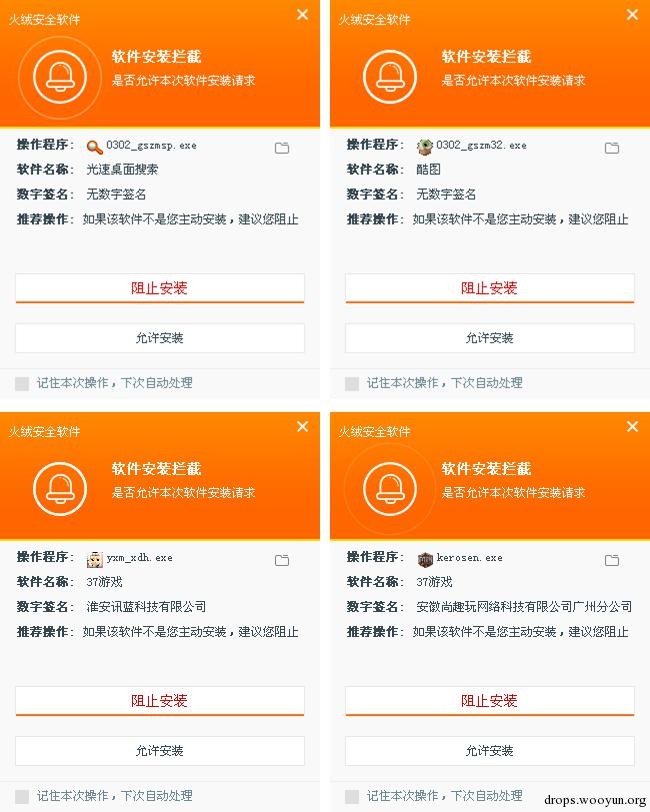 火绒安全软件
软件安装拦截
是否允许本次软件安装请求
操作程序： 0302_gszmsp.exe
软件名称： 光速桌面搜索
数字签名： 无数字签名
推荐操作： 如果该软件不是您主动安装，建议您阻止
阻止安装
允许安装
记住本次操作，下次自动处理
火绒安全软件
软件安装拦截
是否允许本次软件安装请求
操作程序： 0302_gszm32.exe
软件名称： 酷图
数字签名： 无数字签名
推荐操作： 如果该软件不是您主动安装，建议您阻止
阻止安装
允许安装
记住本次操作，下次自动处理
火绒安全软件
软件安装拦截
是否允许本次软件安装请求
操作程序： yxm_xdh.exe
软件名称： 37游戏
数字签名： 淮安讯蓝科技有限公司
推荐操作： 如果该软件不是您主动安装，建议您阻止
阻止安装
允许安装
记住本次操作，下次自动处理
火绒安全软件
软件安装拦截
是否允许本次软件安装请求
操作程序： kerosen.exe
软件名称： 37游戏
数字签名： 安徽尚趣玩网络科技有限公司广州分公司
推荐操作： 如果该软件不是您主动安装，建议您阻止
阻止安装
允许安装
记住本次操作，下次自动处理
drops.wooyun.org